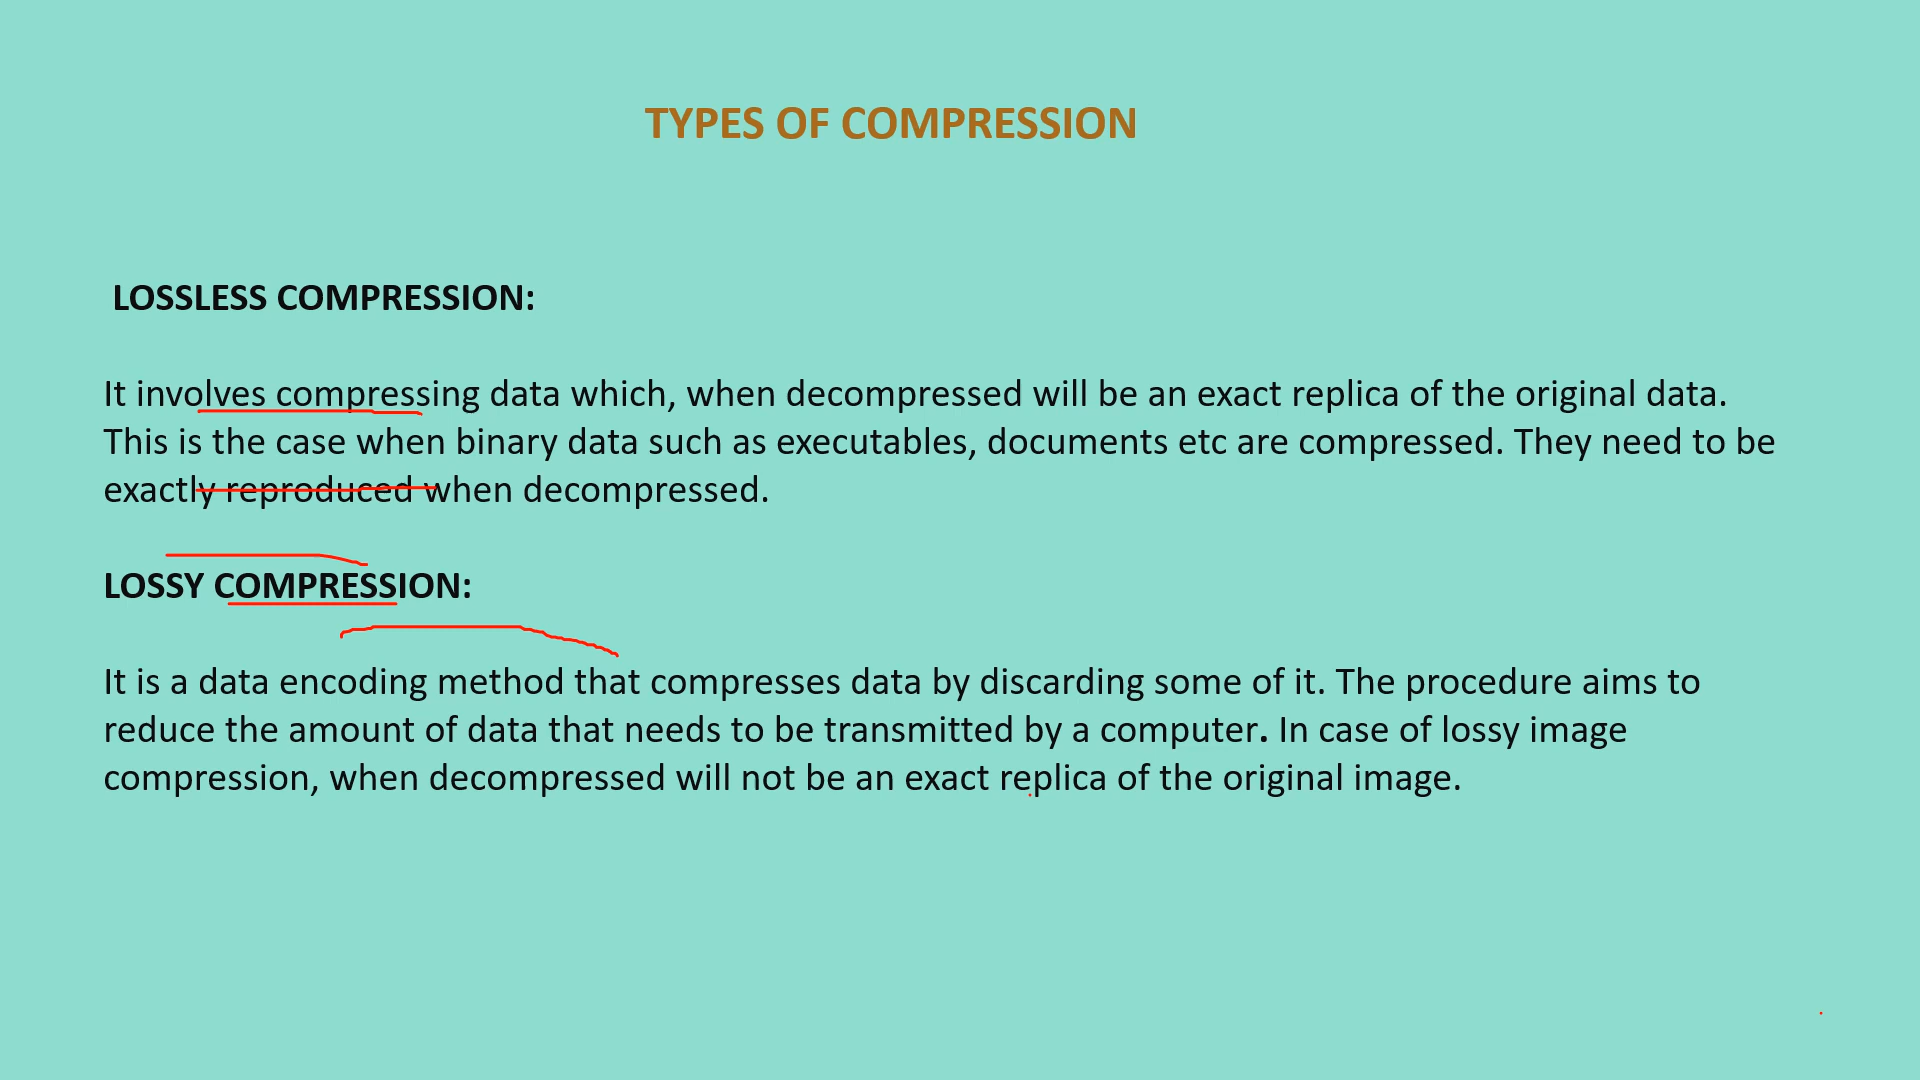 TYPES OF COMPRESSION
LOSSLESS COMPRESSION:
It involves compressing data which, when decompressed will be an exact replica of the original data.
This is the case when binary data such as executables, documents etc are compressed. They need to be
exactly reproduced when decompressed.
LOSSY COMPRESSION:
It is a data encoding method that compresses data by discarding some of it. The procedure aims to
reduce the amount of data that needs to be transmitted by a computer. In case of lossy image
compression, when decompressed will not be an exact replica of the original image.